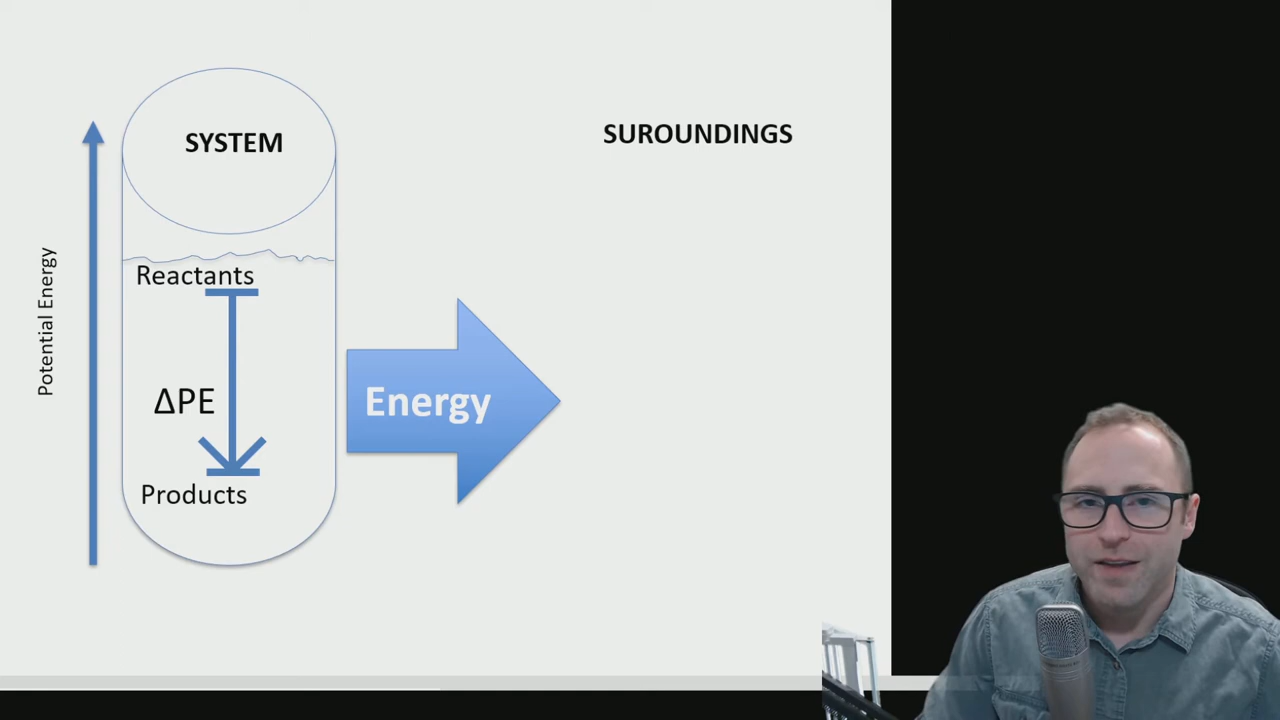 SYSTEM
SUROUNDINGS
Potential Energy
Reactants
ΔPE
Energy
Products